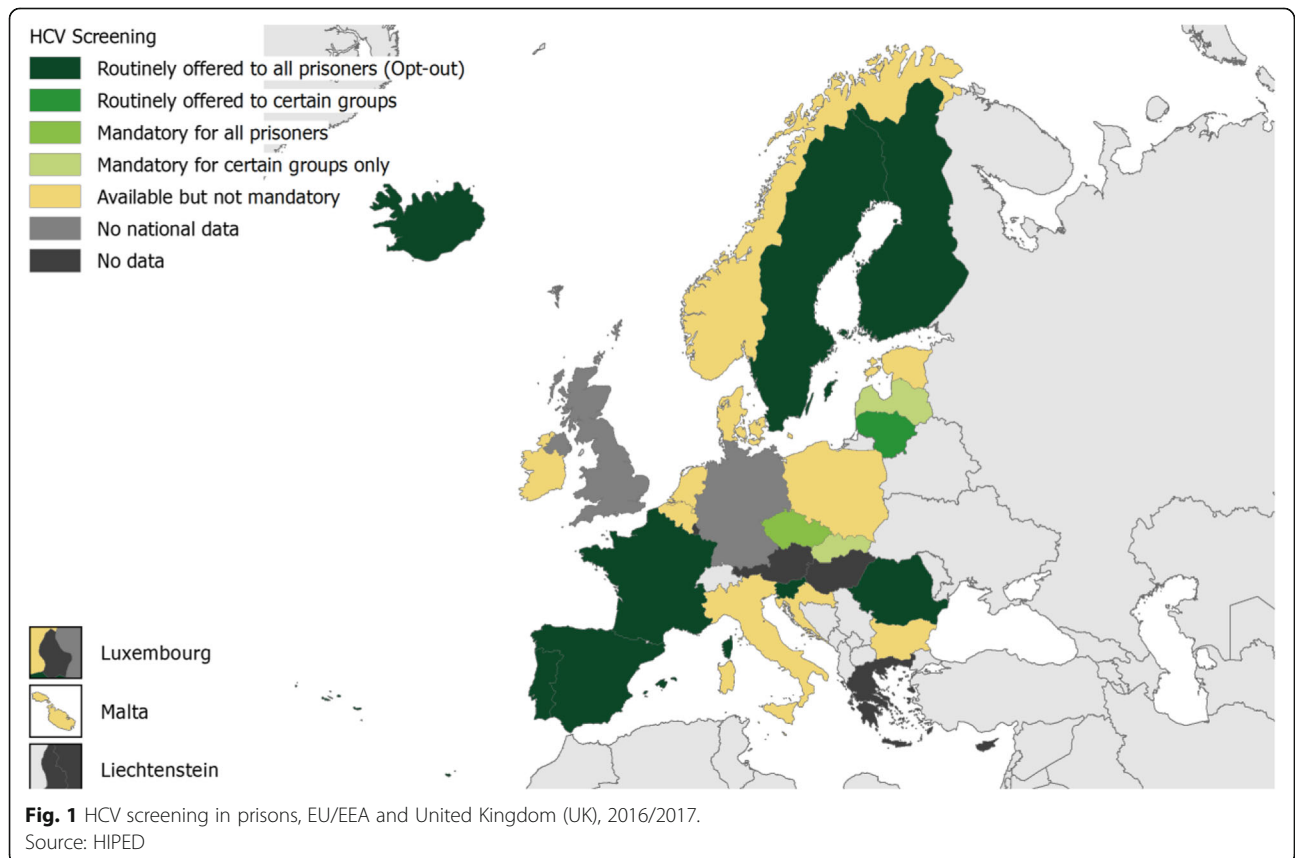 HCV Screening
Routinely offered to all prisoners (Opt-out)
Routinely offered to certain groups
Mandatory for all prisoners
Mandatory for certain groups only
Available but not mandatory
No national data
No data
Luxembourg
Malta
Liechtenstein
Fig. 1 HCV screening in prisons, EU/EEA and United Kingdom (UK), 2016/2017.
Source: HIPED